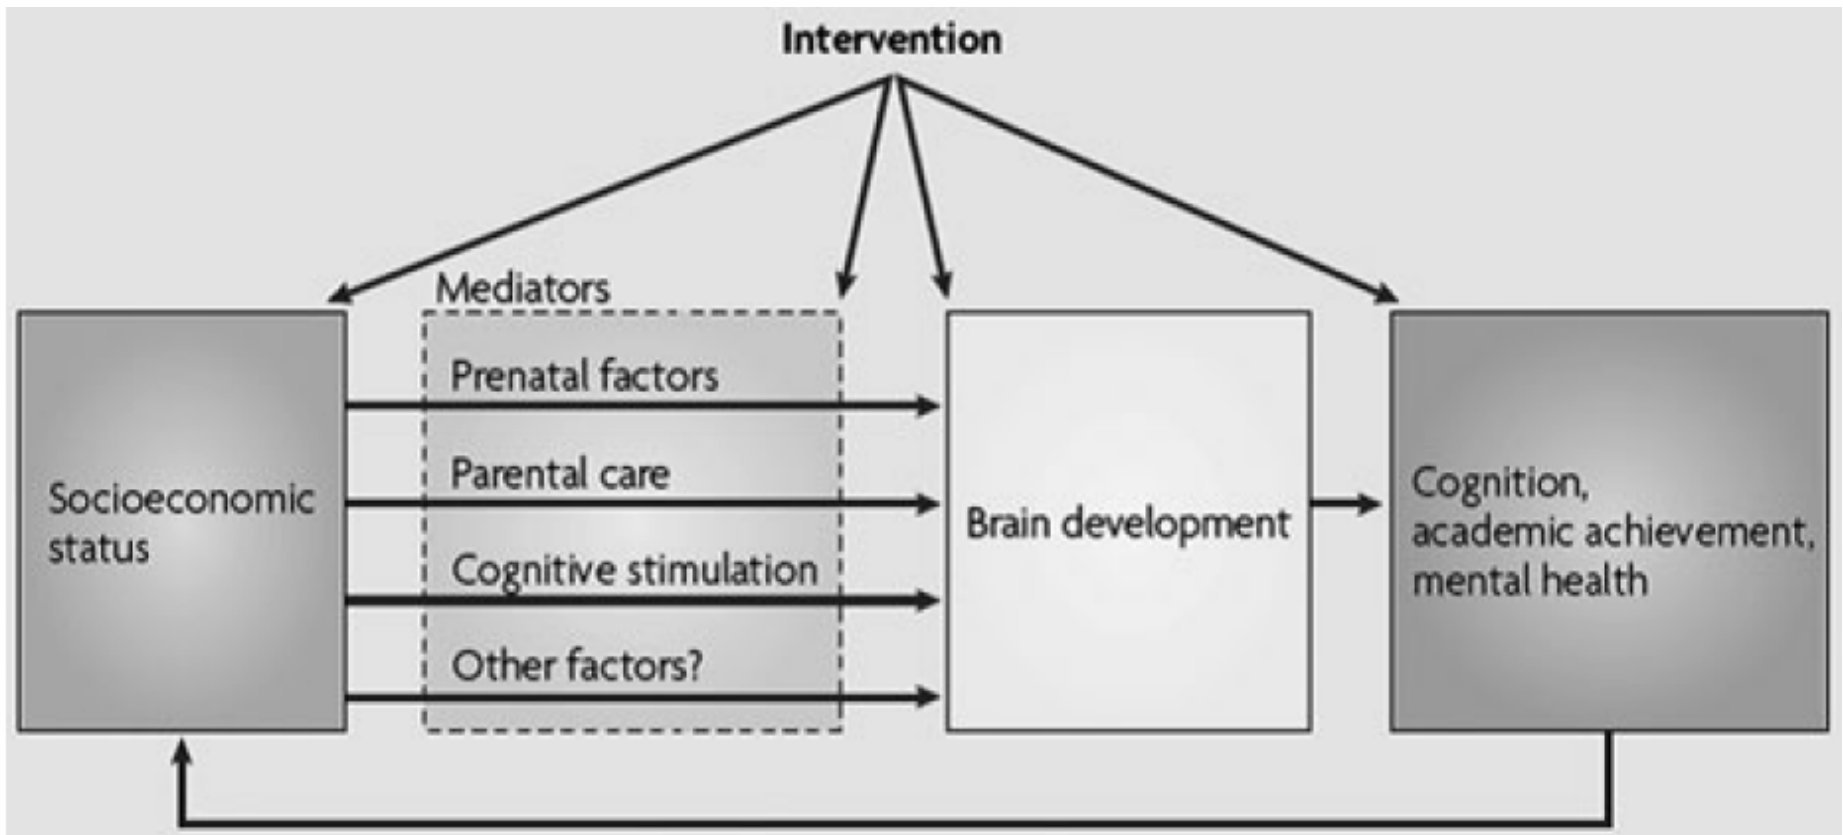 Intervention
Mediators
Prenatal factors
Parental care
Cognitive stimulation
Other factors?
Socioeconomic
status
Brain development
Cognition,
academic achievement,
mental health